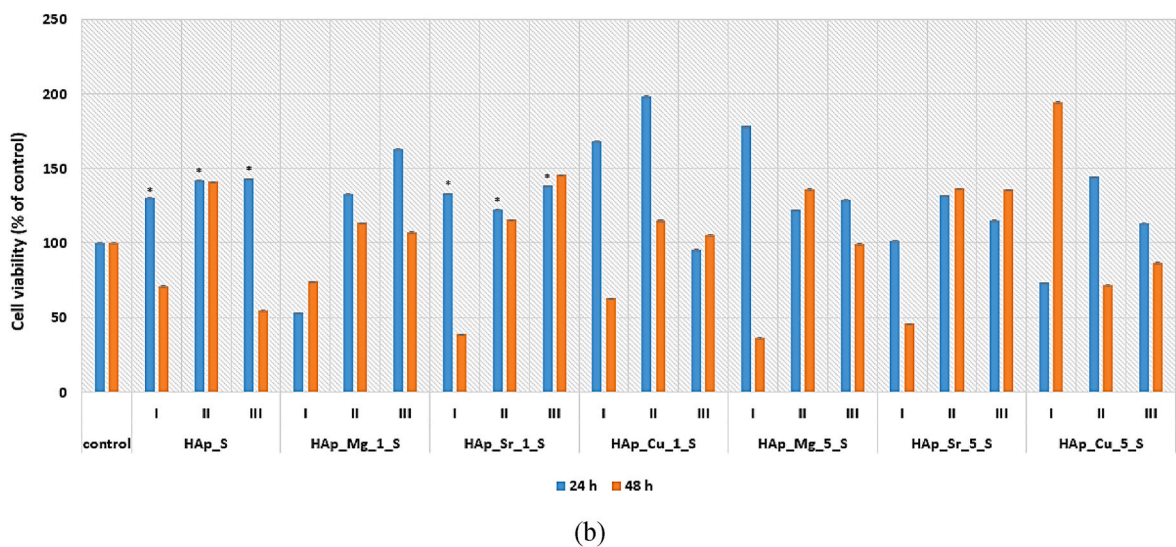 250
200
150
100
50
0
Cell viability (% of control)
* * * * * *
I II III I II III I II III I II III I II III I II III I II III
control HAp_S HAp_Mg_1_S HAp_Sr_1_S HAp_Cu_1_S HAp_Mg_5_S HAp_Sr_5_S HAp_Cu_5_S
24 h 48 h
(b)